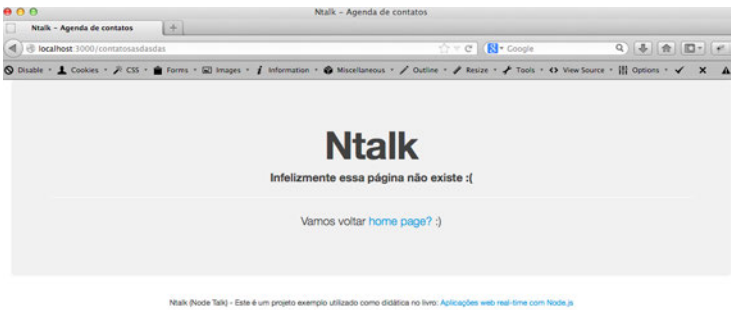 Ntalk - Agenda de contatos
Ntalk - Agenda de contatos
localhost:3000/contatosasdasdas
Google
Disable Cookies CSS Forms Images Information Miscellaneous Outline Resize Tools View Source Options
Ntalk
Infelizmente essa página não existe :(
Vamos voltar home page? :)
Ntalk (Node Talk) - Este é um projeto exemplo utilizado como didática no livro: Aplicações web real-time com Node.js